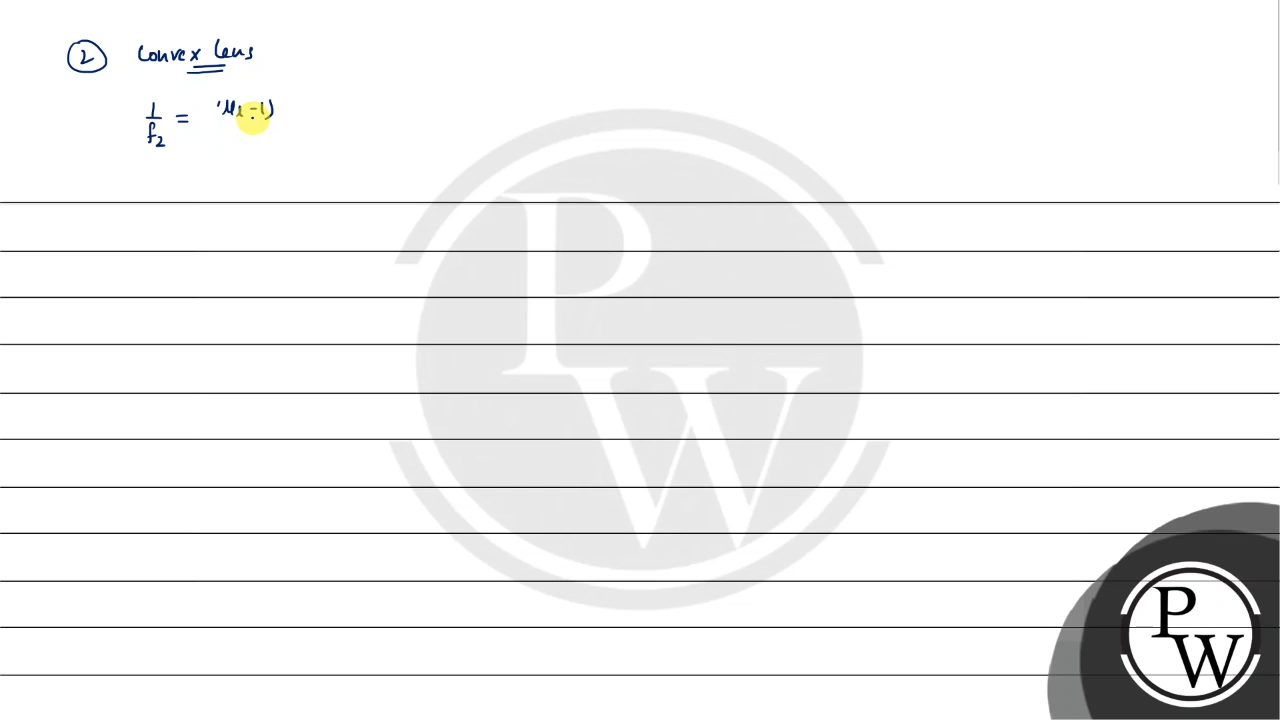 ② Convex lens
1/f₂ = (μ₂-1)
P
W
P
W